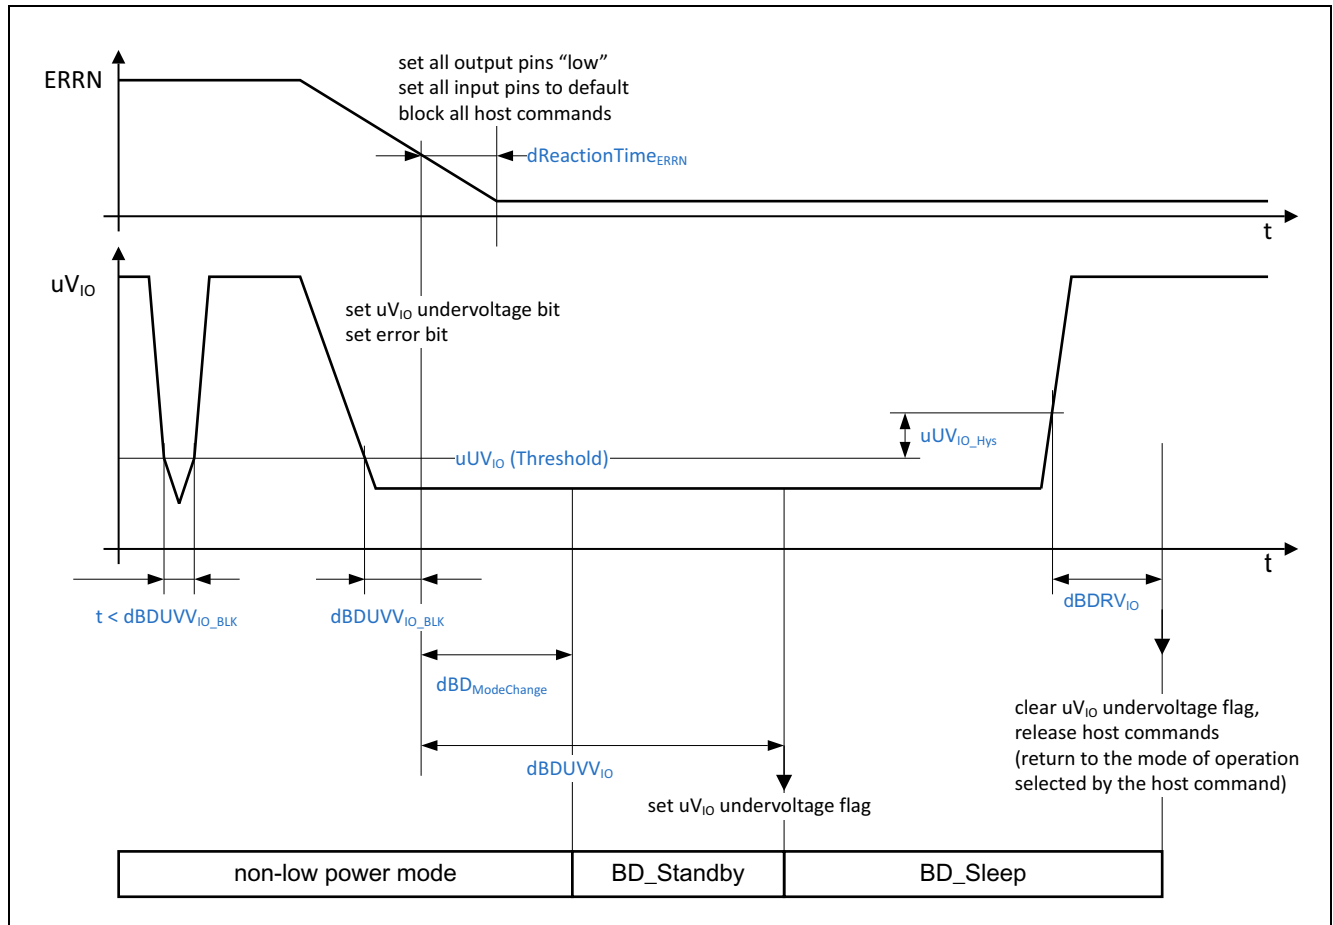 ERRN
set all output pins “low”
set all input pins to default
block all host commands
dReactionTimeERRN
t
uVIO
set uVIO undervoltage bit
set error bit
uUVIO (Threshold)
uUVIO_Hys
t
t < dBDUVVIO_BLK
dBDUVVIO_BLK
dBDRVIO
dBDModeChange
dBDUVVIO
set uVIO undervoltage flag
clear uVIO undervoltage flag,
release host commands
(return to the mode of operation
selected by the host command)
non-low power mode
BD_Standby
BD_Sleep